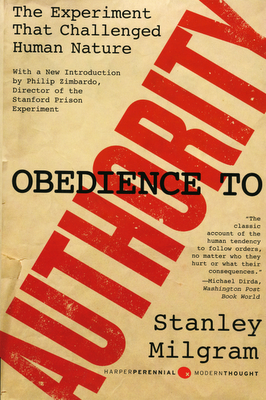 The Experiment
That Challenged
Human Nature
With a New Introduction
by Philip Zimbardo,
Director of the
Stanford Prison
Experiment
OBEDIENCE TO
AUTHORITY
"The
classic
account of the
human tendency
to follow orders,
no matter who they
hurt or what their
consequences."
—Michael Dirda,
Washington Post
Book World
Stanley
Milgram
HARPERPERENNIAL MODERNTHOUGHT